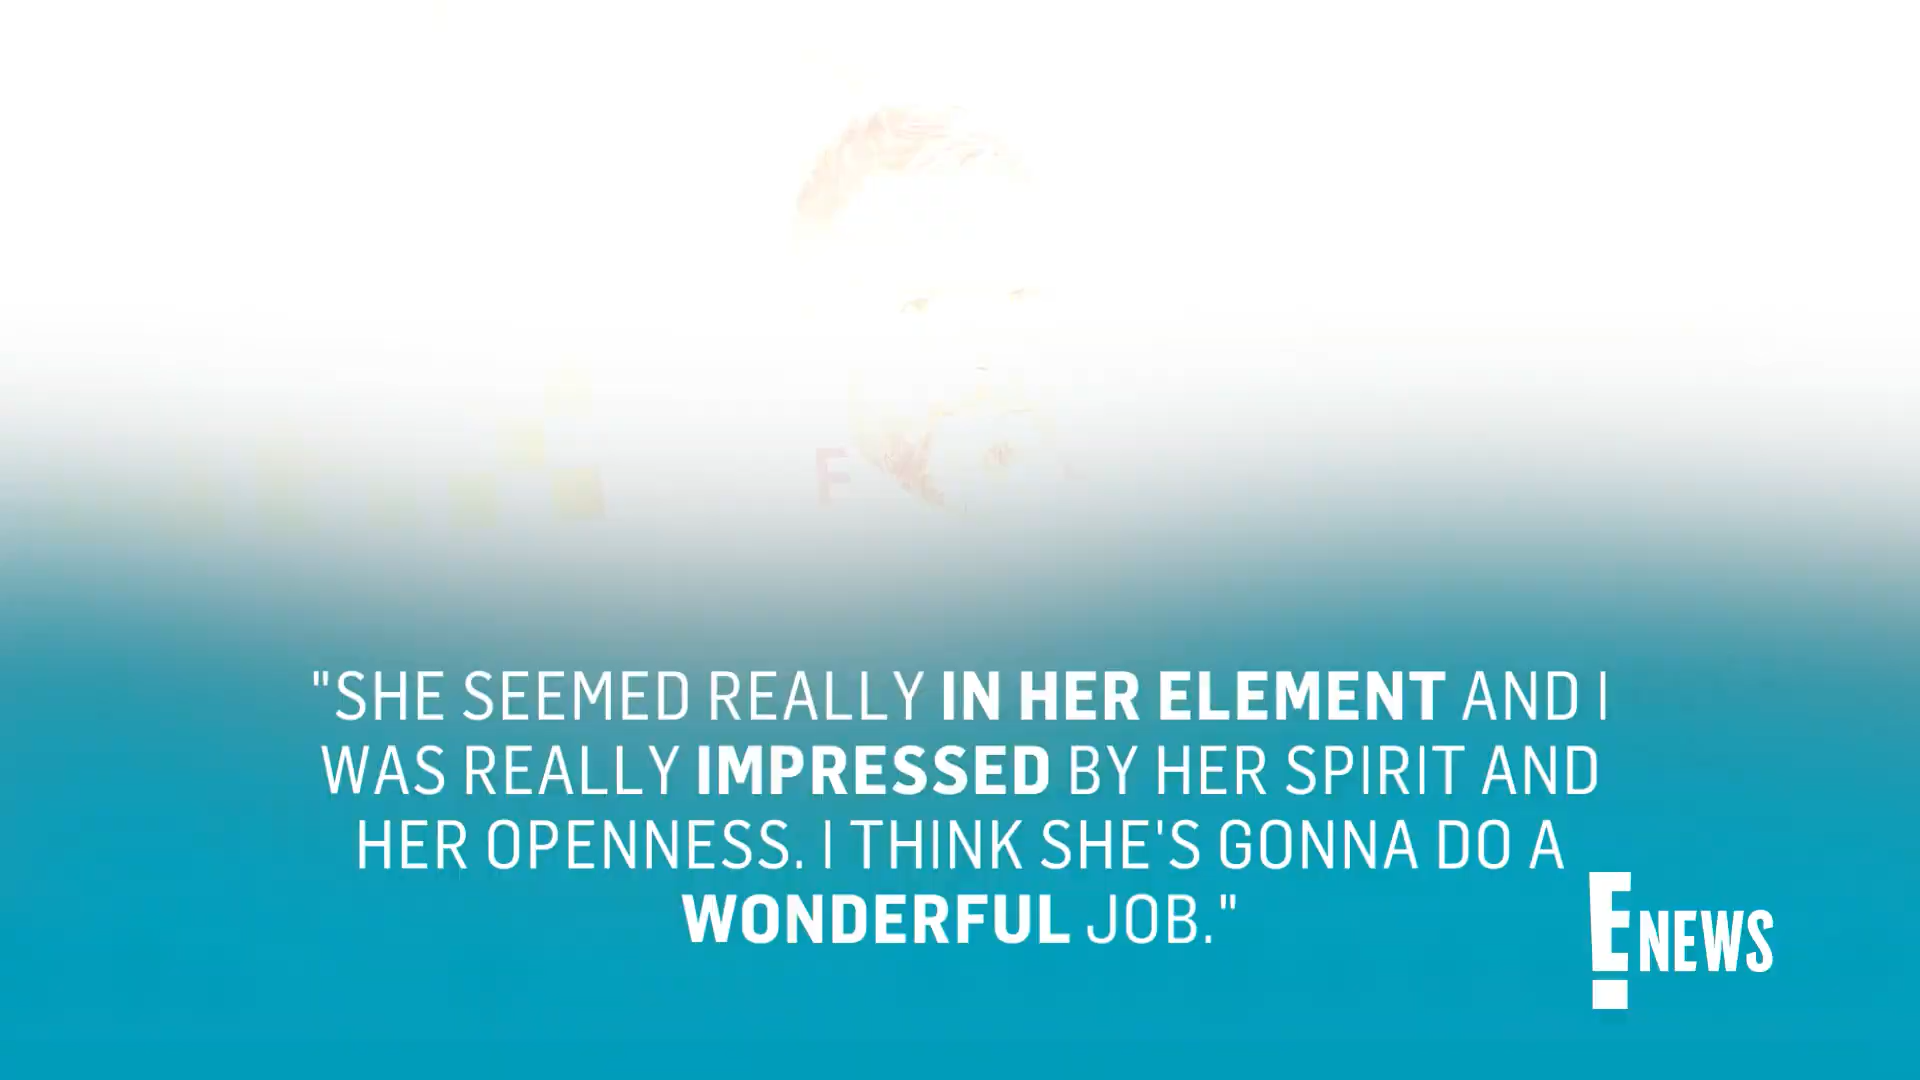 F
"SHE SEEMED REALLY IN HER ELEMENT AND I
WAS REALLY IMPRESSED BY HER SPIRIT AND
HER OPENNESS. I THINK SHE'S GONNA DO A
WONDERFUL JOB."
E! NEWS